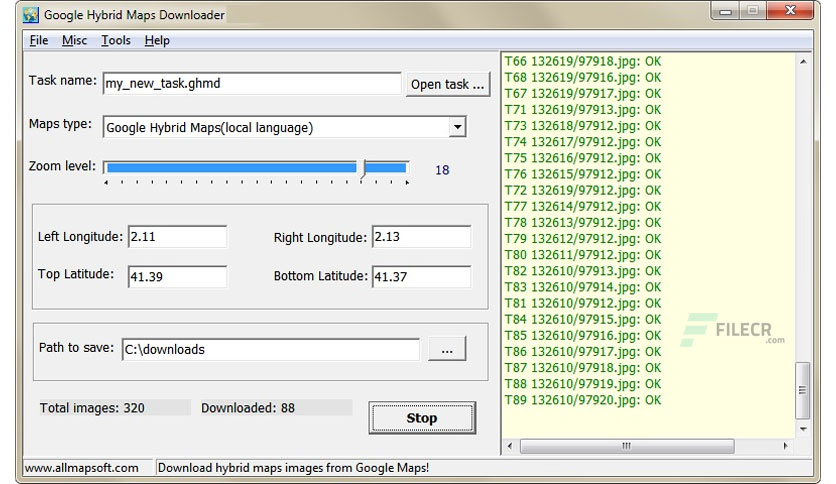 Google Hybrid Maps Downloader
File Misc Tools Help
Task name: my_new_task.ghmd Open task ...
Maps type: Google Hybrid Maps(local language)
Zoom level: 18
Left Longitude: 2.11 Right Longitude: 2.13
Top Latitude: 41.39 Bottom Latitude: 41.37
Path to save: C:\downloads ...
Total images: 320 Downloaded: 88 Stop
T66 132619/97918.jpg: OK
T68 132619/97916.jpg: OK
T67 132619/97917.jpg: OK
T71 132619/97913.jpg: OK
T73 132618/97912.jpg: OK
T74 132617/97912.jpg: OK
T75 132616/97912.jpg: OK
T76 132615/97912.jpg: OK
T72 132619/97912.jpg: OK
T77 132614/97912.jpg: OK
T78 132613/97912.jpg: OK
T79 132612/97912.jpg: OK
T80 132611/97912.jpg: OK
T82 132610/97913.jpg: OK
T83 132610/97914.jpg: OK
T81 132610/97912.jpg: OK
T84 132610/97915.jpg: OK
T85 132610/97916.jpg: OK
T86 132610/97917.jpg: OK
T87 132610/97918.jpg: OK
T88 132610/97919.jpg: OK
T89 132610/97920.jpg: OK
FILECR
.com
www.allmapsoft.com Download hybrid maps images from Google Maps!